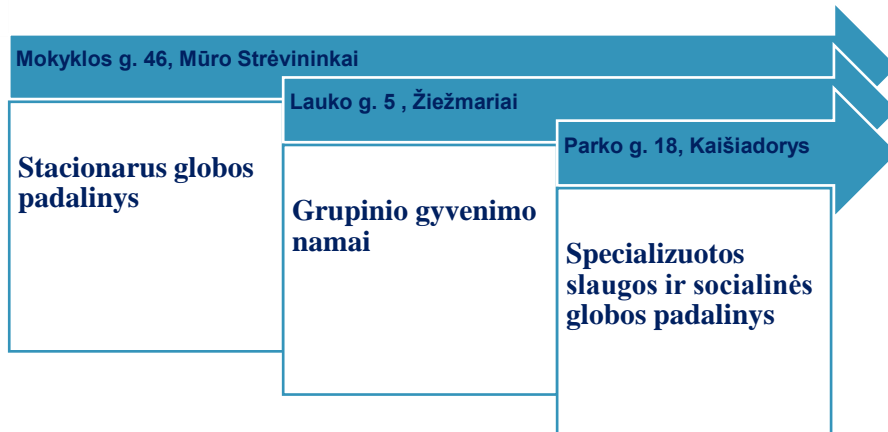 Mokyklos g. 46, Mūro Strėvininkai
Stacionarus globos
padalinys
Lauko g. 5 , Žiežmariai
Grupinio gyvenimo
namai
Parko g. 18, Kaišiadorys
Specializuotos
slaugos ir socialinės
globos padalinys